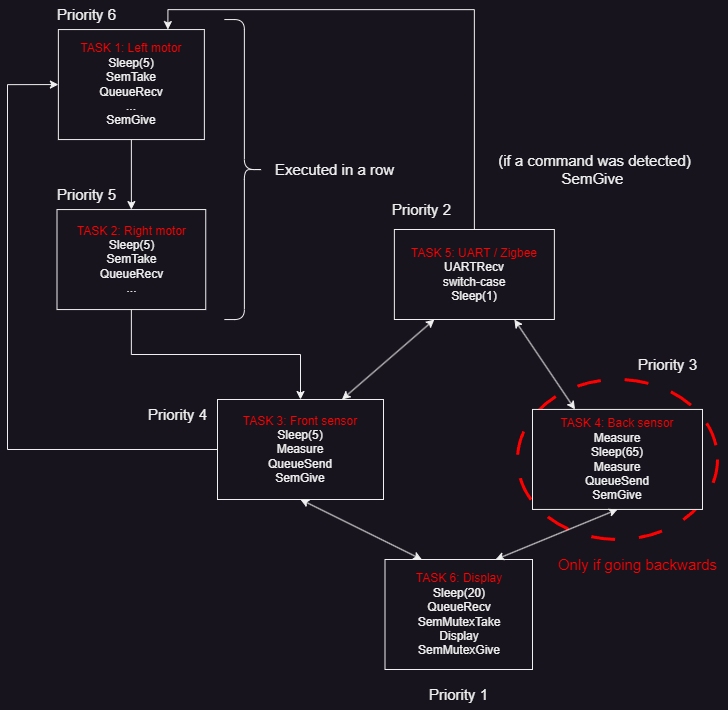 Priority 6
TASK 1: Left motor
Sleep(5)
SemTake
QueueRecv
...
SemGive
Executed in a row
Priority 5
TASK 2: Right motor
Sleep(5)
SemTake
QueueRecv
...
(if a command was detected)
SemGive
Priority 2
TASK 5: UART / Zigbee
UARTRecv
switch-case
Sleep(1)
Priority 4
TASK 3: Front sensor
Sleep(5)
Measure
QueueSend
SemGive
Priority 3
TASK 4: Back sensor
Measure
Sleep(65)
Measure
QueueSend
SemGive
Only if going backwards
TASK 6: Display
Sleep(20)
QueueRecv
SemMutexTake
Display
SemMutexGive
Priority 1